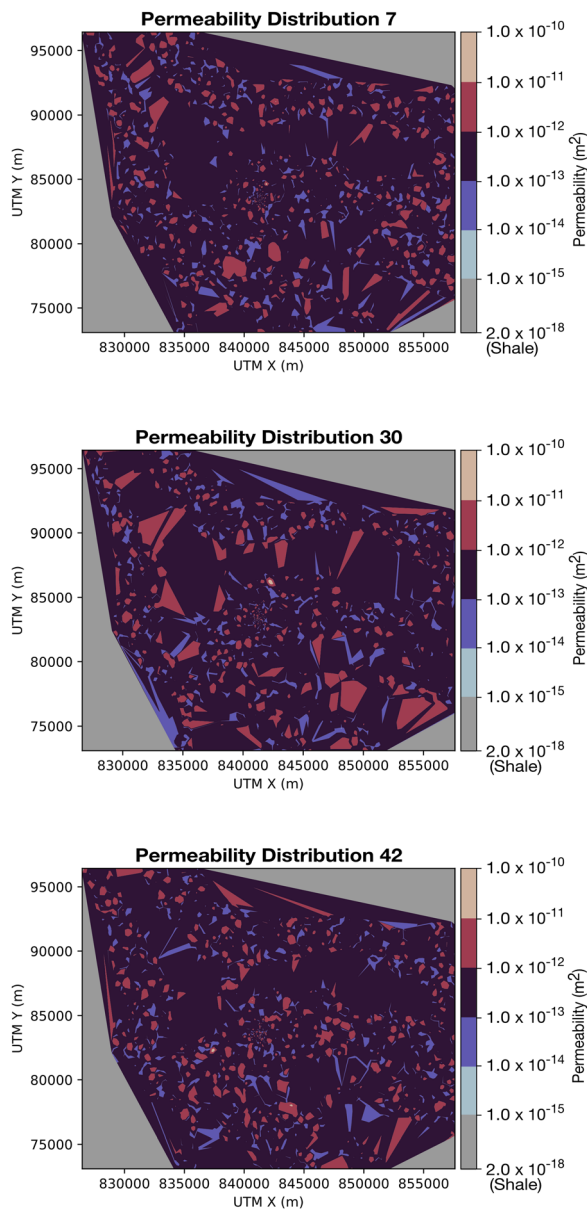 Permeability Distribution 7
1.0 x 10⁻¹⁰
95000
1.0 x 10⁻¹¹
90000
1.0 x 10⁻¹²
85000
1.0 x 10⁻¹³
80000
1.0 x 10⁻¹⁴
75000
1.0 x 10⁻¹⁵
2.0 x 10⁻¹⁸
(Shale)
UTM Y (m)
Permeability (m²)
830000 835000 840000 845000 850000 855000
UTM X (m)
Permeability Distribution 30
1.0 x 10⁻¹⁰
95000
1.0 x 10⁻¹¹
90000
1.0 x 10⁻¹²
85000
1.0 x 10⁻¹³
80000
1.0 x 10⁻¹⁴
75000
1.0 x 10⁻¹⁵
2.0 x 10⁻¹⁸
(Shale)
UTM Y (m)
Permeability (m²)
830000 835000 840000 845000 850000 855000
UTM X (m)
Permeability Distribution 42
1.0 x 10⁻¹⁰
95000
1.0 x 10⁻¹¹
90000
1.0 x 10⁻¹²
85000
1.0 x 10⁻¹³
80000
1.0 x 10⁻¹⁴
75000
1.0 x 10⁻¹⁵
2.0 x 10⁻¹⁸
(Shale)
UTM Y (m)
Permeability (m²)
830000 835000 840000 845000 850000 855000
UTM X (m)